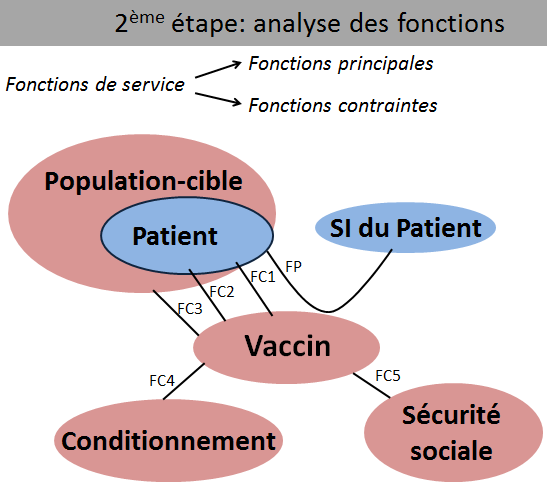 2ème étape: analyse des fonctions
Fonctions principales
Fonctions de service
Fonctions contraintes
Population-cible
Patient
SI du Patient
FP
FC1
FC2
FC3
Vaccin
FC4
FC5
Conditionnement
Sécurité
sociale